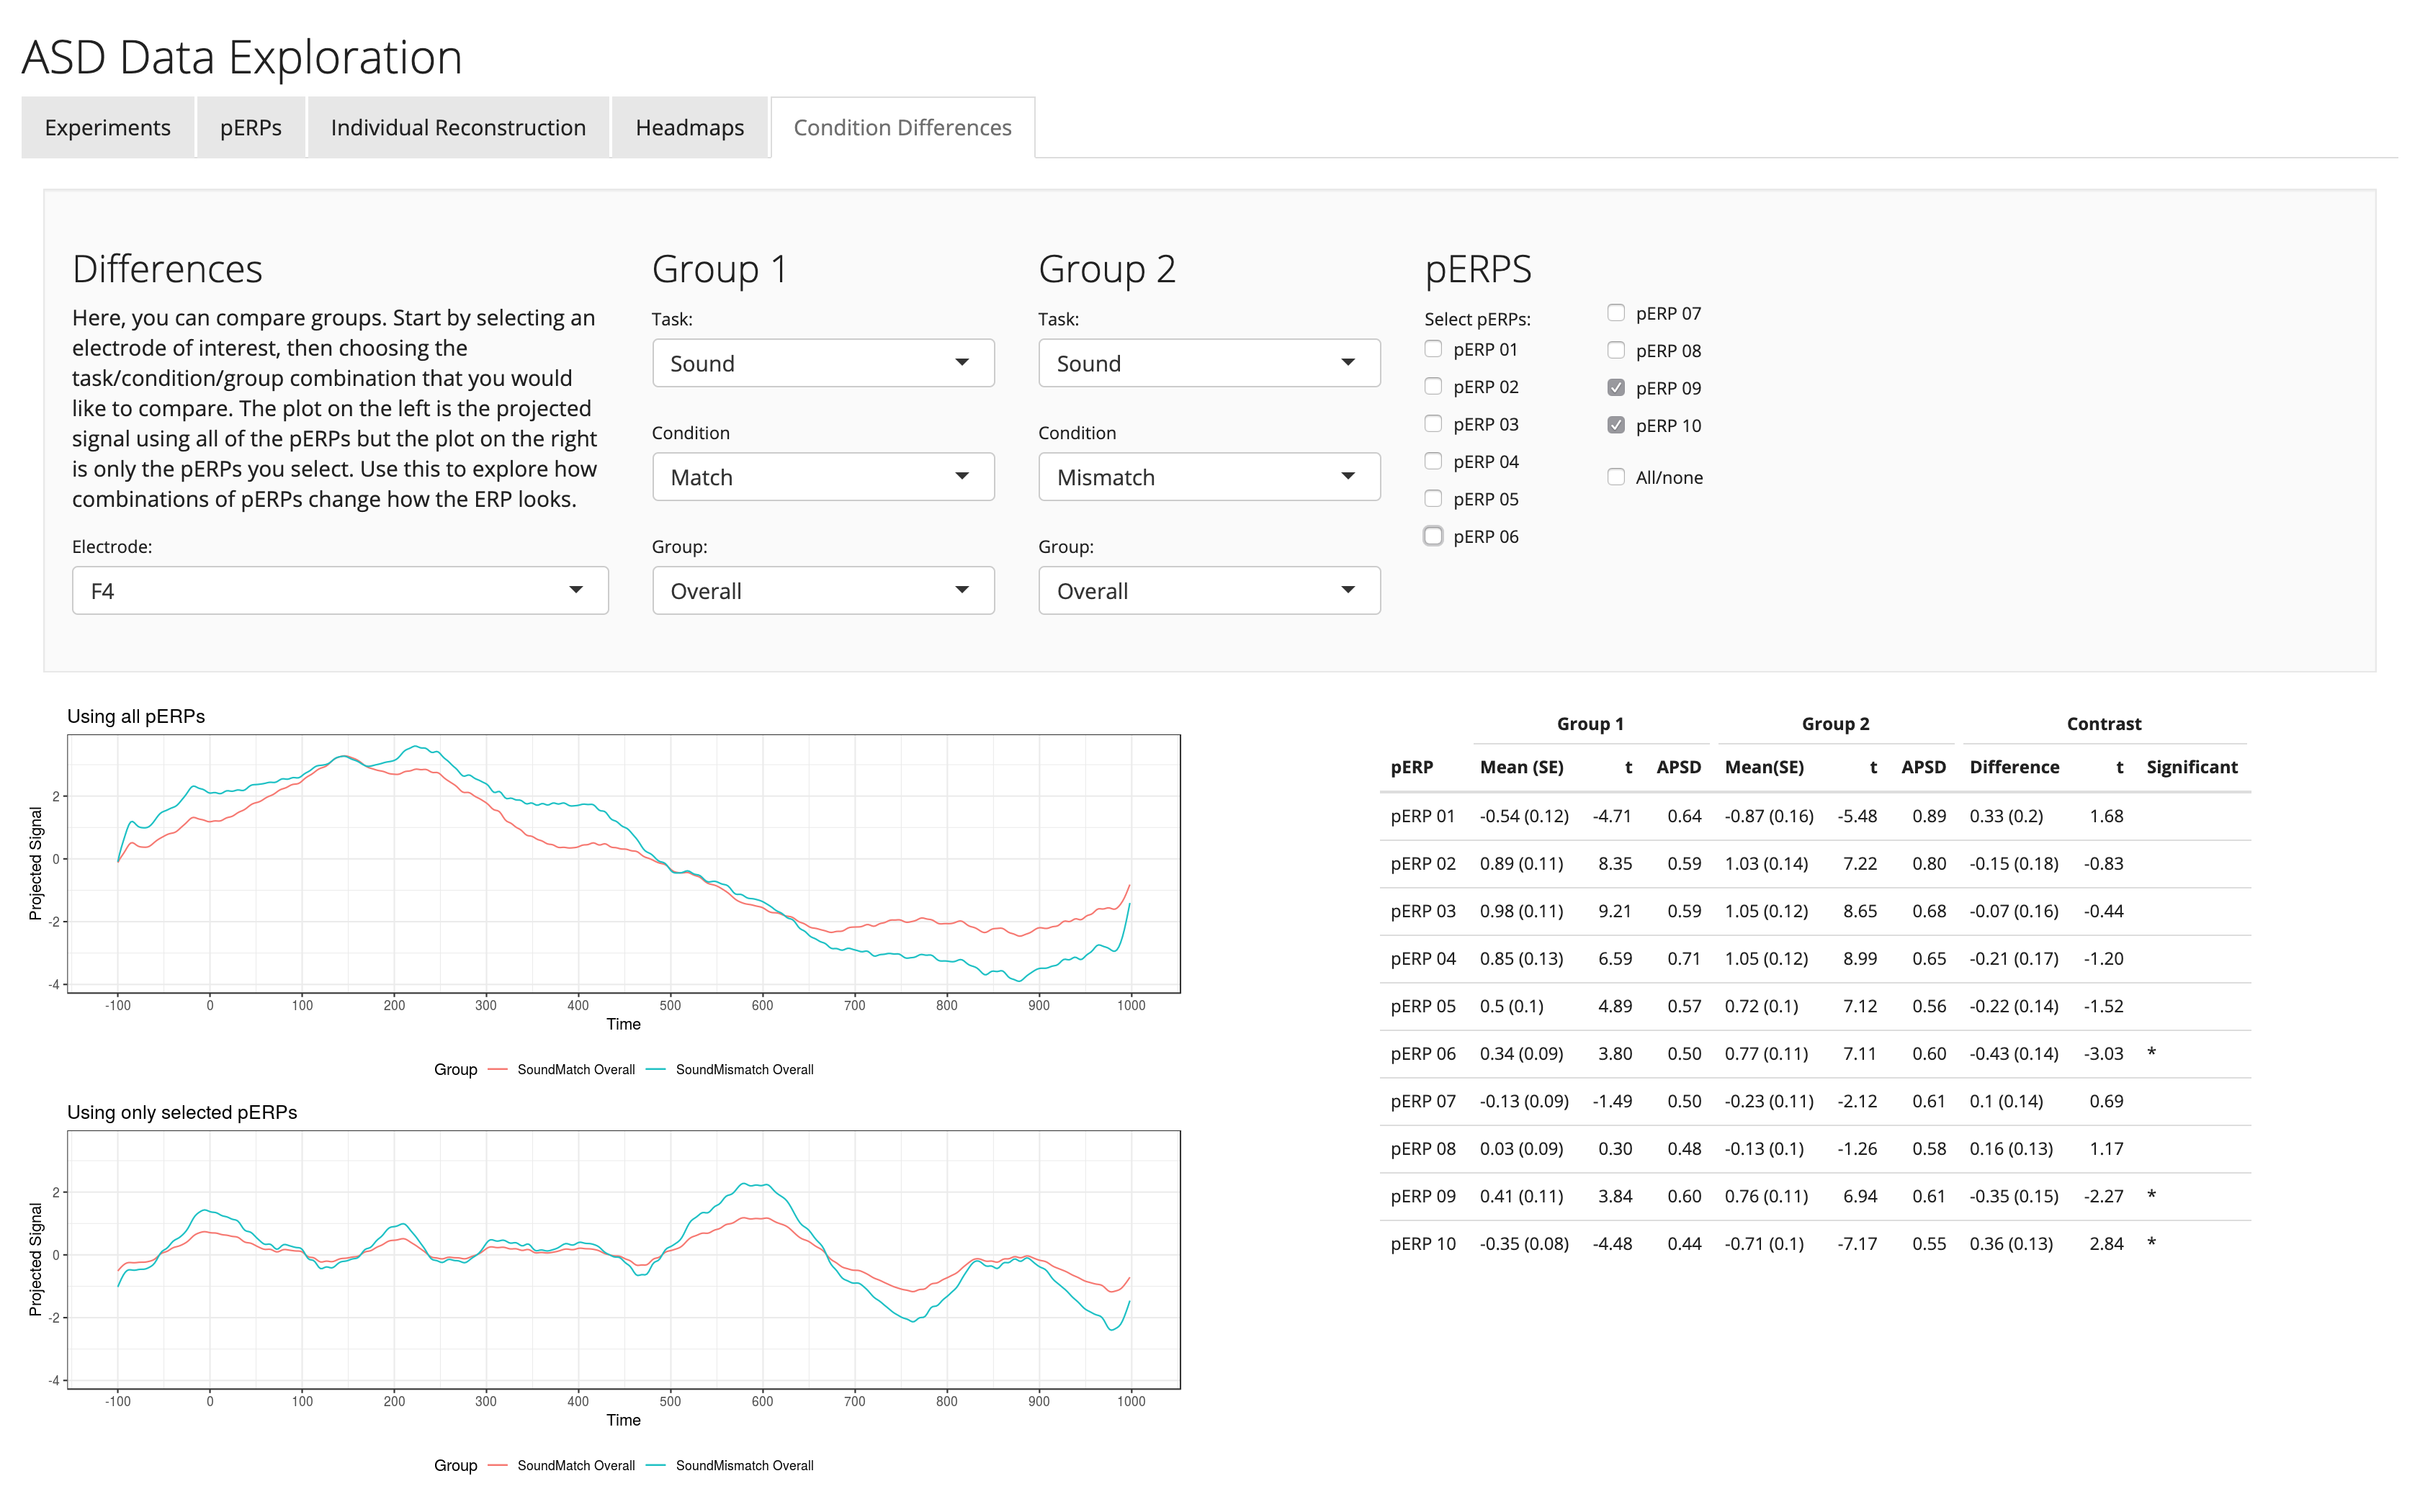 ASD Data Exploration
Experiments pERPs Individual Reconstruction Headmaps Condition Differences
Differences
Here, you can compare groups. Start by selecting an
electrode of interest, then choosing the
task/condition/group combination that you would
like to compare. The plot on the left is the projected
signal using all of the pERPs but the plot on the right
is only the pERPs you select. Use this to explore how
combinations of pERPs change how the ERP looks.
Electrode:
F4
Group 1
Task:
Sound
Condition
Match
Group:
Overall
Group 2
Task:
Sound
Condition
Mismatch
Group:
Overall
pERPS
Select pERPs:
pERP 01
pERP 02
pERP 03
pERP 04
pERP 05
pERP 06
pERP 07
pERP 08
pERP 09
pERP 10
All/none
Using all pERPs
Projected Signal
2
0
-2
-4
-100 0 100 200 300 400 500 600 700 800 900 1000
Time
Group SoundMatch Overall SoundMismatch Overall
Using only selected pERPs
Projected Signal
2
0
-2
-4
-100 0 100 200 300 400 500 600 700 800 900 1000
Time
Group SoundMatch Overall SoundMismatch Overall
Group 1 Group 2 Contrast
pERP Mean (SE) t APSD Mean(SE) t APSD Difference t Significant
pERP 01 -0.54 (0.12) -4.71 0.64 -0.87 (0.16) -5.48 0.89 0.33 (0.2) 1.68
pERP 02 0.89 (0.11) 8.35 0.59 1.03 (0.14) 7.22 0.80 -0.15 (0.18) -0.83
pERP 03 0.98 (0.11) 9.21 0.59 1.05 (0.12) 8.65 0.68 -0.07 (0.16) -0.44
pERP 04 0.85 (0.13) 6.59 0.71 1.05 (0.12) 8.99 0.65 -0.21 (0.17) -1.20
pERP 05 0.5 (0.1) 4.89 0.57 0.72 (0.1) 7.12 0.56 -0.22 (0.14) -1.52
pERP 06 0.34 (0.09) 3.80 0.50 0.77 (0.11) 7.11 0.60 -0.43 (0.14) -3.03 *
pERP 07 -0.13 (0.09) -1.49 0.50 -0.23 (0.11) -2.12 0.61 0.1 (0.14) 0.69
pERP 08 0.03 (0.09) 0.30 0.48 -0.13 (0.1) -1.26 0.58 0.16 (0.13) 1.17
pERP 09 0.41 (0.11) 3.84 0.60 0.76 (0.11) 6.94 0.61 -0.35 (0.15) -2.27 *
pERP 10 -0.35 (0.08) -4.48 0.44 -0.71 (0.1) -7.17 0.55 0.36 (0.13) 2.84 *